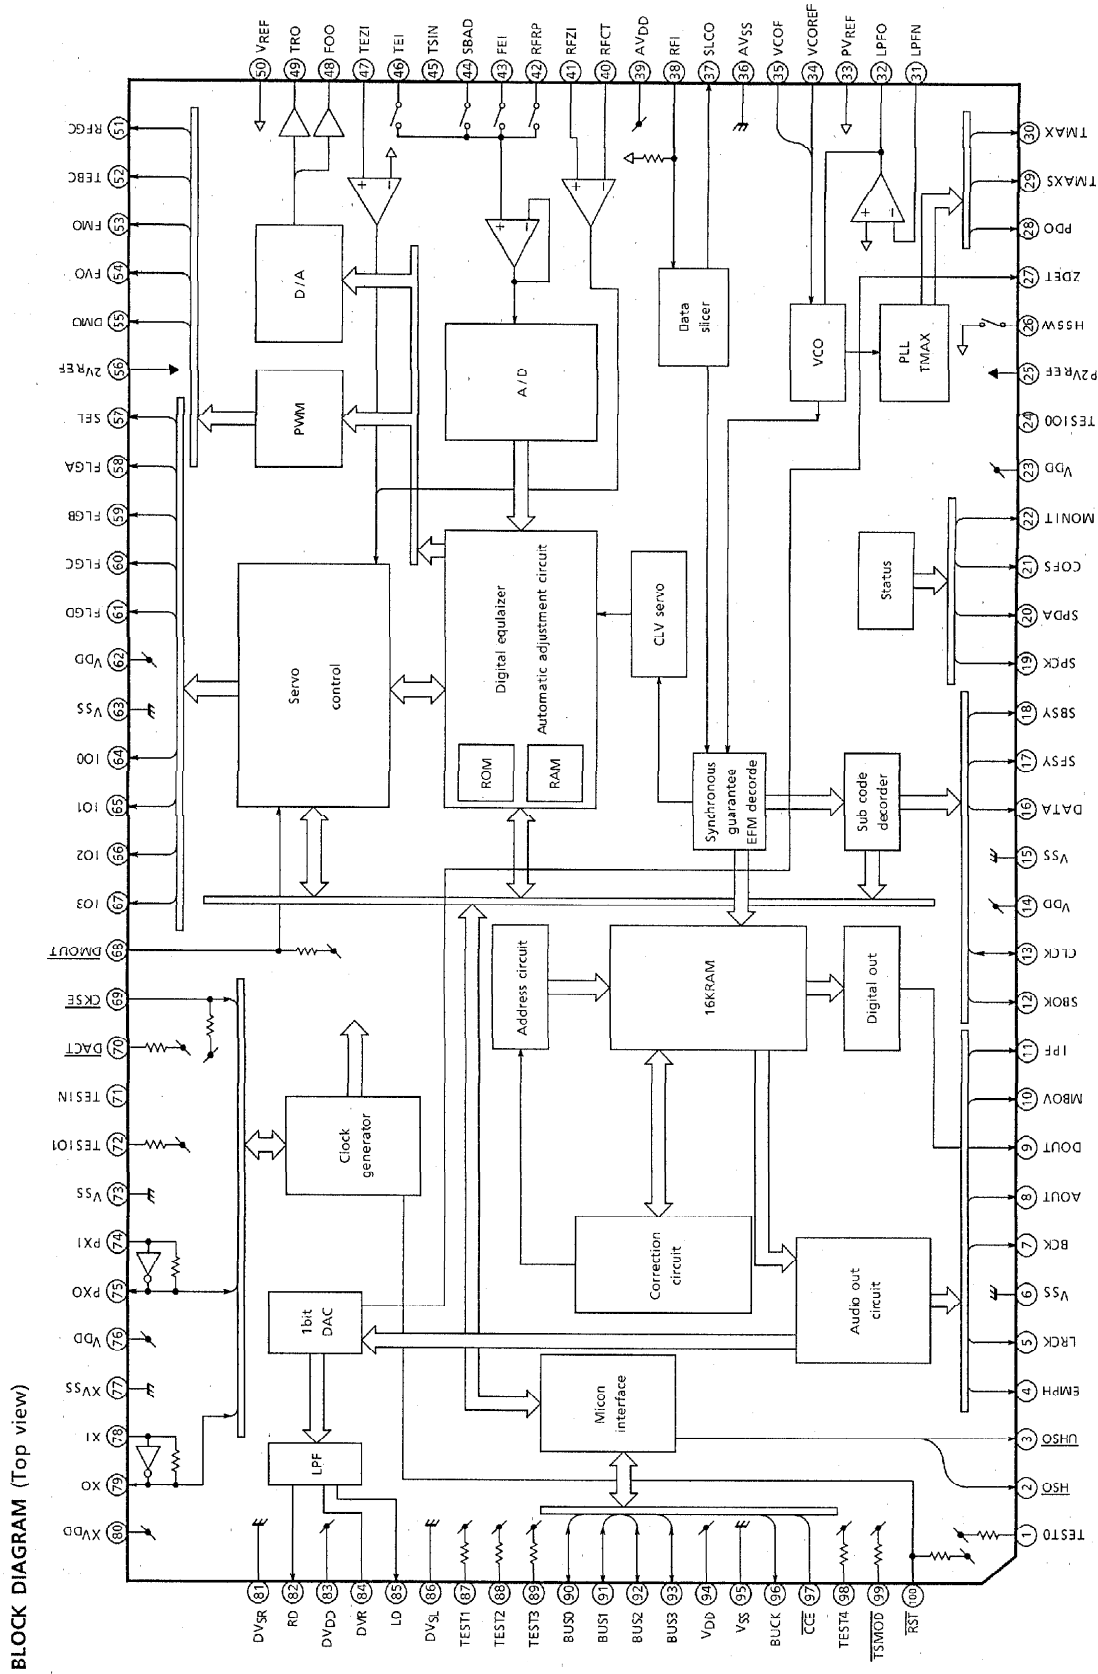 BLOCK DIAGRAM (Top view)
50 VREF
49 TRO
48 FOO
47 TEZI
46 TEI
45 TSIN
44 SBAD
43 FEI
42 RFRP
41 RFZI
40 RFCT
39 AVDD
38 RFI
37 SLCO
36 AVSS
35 VCOF
34 VCOREF
33 PVREF
32 LPFO
31 LPFN
RFGC 51
TEBC 52
FMO 53
FVO 54
DMO 55
2VREF 56
SEL 57
FLGA 58
FLGB 59
FLGC 60
FLGD 61
VDD 62
VSS 63
IO0 64
IO1 65
IO2 66
IO3 67
DMOUT 68
CKSE 69
DACT 70
TESIN 71
TESIO1 72
VSS 73
PXI 74
PXO 75
VDD 76
XVSS 77
XI 78
XO 79
XVDD 80
30 TMAX
29 TMAXS
28 PDO
27 ZDET
26 HSSW
25 P2VREF
24 TESIO0
23 VDD
22 MONIT
21 COFS
20 SPDA
19 SPCK
18 SBSY
17 SFSY
16 DATA
15 VSS
14 VDD
13 CLCK
12 SBOK
11 IPF
10 MBOV
9 DOUT
8 AOUT
7 BCK
6 VSS
5 LRCK
4 EMPH
3 UHSO
2 HSO
1 TEST0
D/A
PWM
A/D
Data
slicer
VCO
PLL
TMAX
Servo
control
Digital equlaizer
Automatic adjustment circuit
ROM
RAM
CLV servo
Status
Synchronous
guarantee
EFM decorde
Sub code
decorder
Address circuit
16KRAM
Digital out
Clock
generator
Correction
circuit
Audio out
circuit
1bit
DAC
LPF
Micon
interface
+
−
+
−
+
−
+
−
DVSR 81
RD 82
DVDD 83
DVR 84
LD 85
DVSL 86
TEST1 87
TEST2 88
TEST3 89
BUS0 90
BUS1 91
BUS2 92
BUS3 93
VDD 94
VSS 95
BUCK 96
CCE 97
TEST4 98
TSMOD 99
RST 100